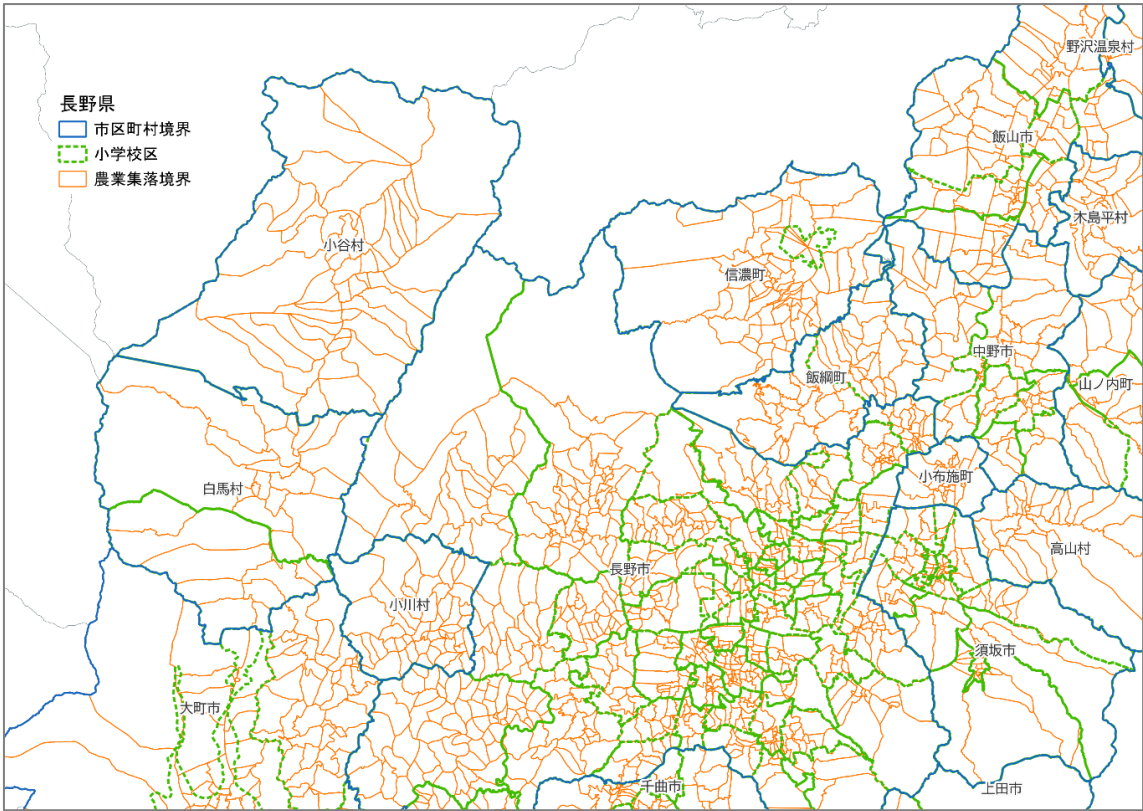 長野県
市区町村境界
小学校区
農業集落境界
野沢温泉村
飯山市
木島平村
小谷村
信濃町
中野市
飯綱町
山ノ内町
白馬村
小布施町
高山村
長野市
小川村
須坂市
大町市
千曲市
上田市